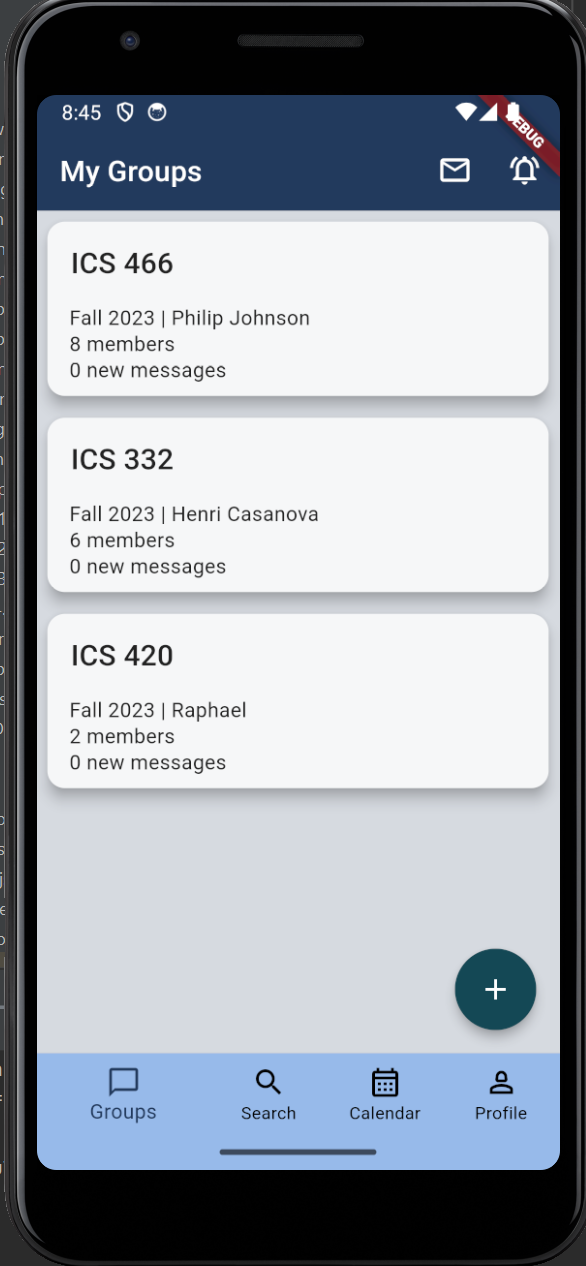 8:45
DEBUG
My Groups
ICS 466
Fall 2023 | Philip Johnson
8 members
0 new messages
ICS 332
Fall 2023 | Henri Casanova
6 members
0 new messages
ICS 420
Fall 2023 | Raphael
2 members
0 new messages
+
Groups
Search
Calendar
Profile